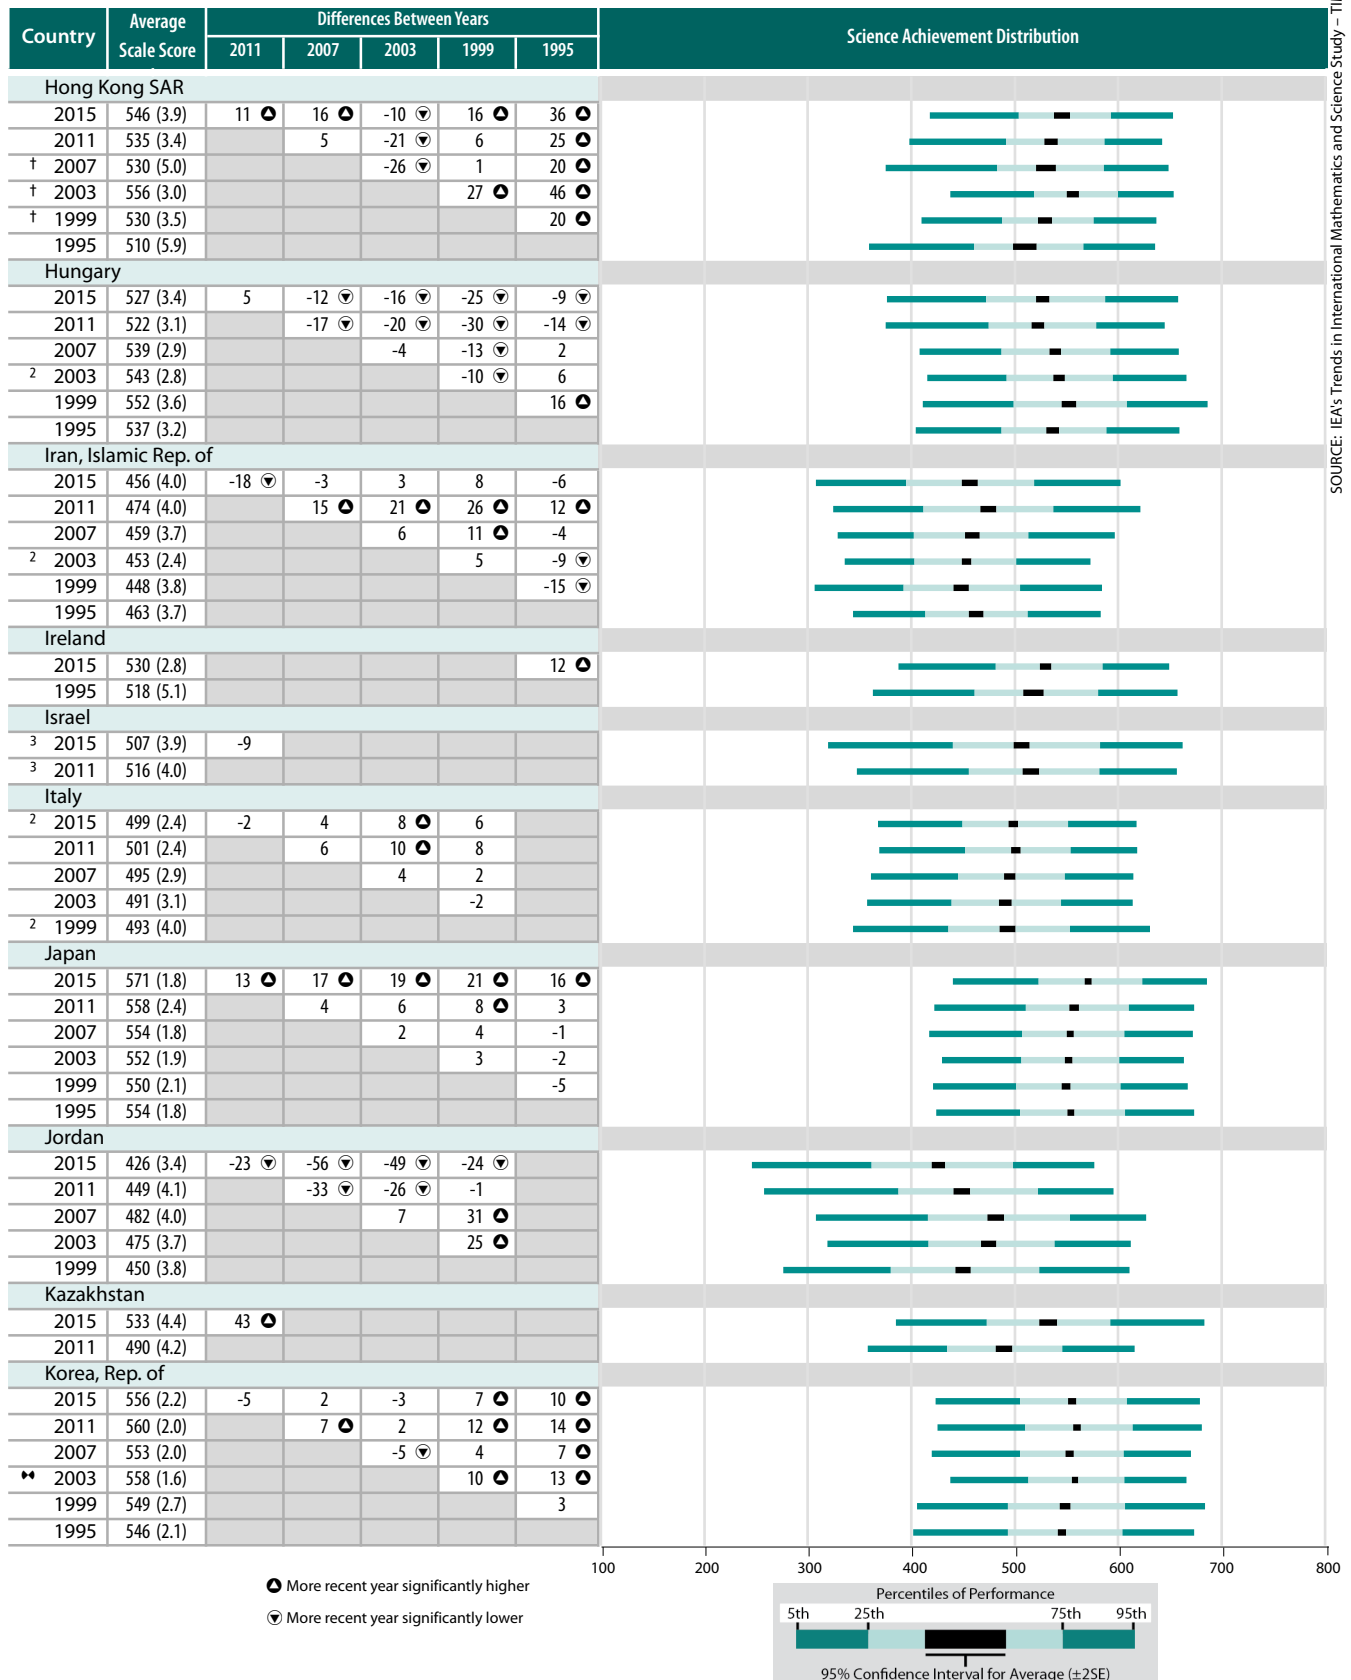 Country Average Scale Score Differences Between Years Science Achievement Distribution
2011 2007 2003 1999 1995
Hong Kong SAR
2015 546 (3.9) 11 16 -10 16 36
2011 535 (3.4) 5 -21 6 25
† 2007 530 (5.0) -26 1 20
† 2003 556 (3.0) 27 46
† 1999 530 (3.5) 20
1995 510 (5.9)
Hungary
2015 527 (3.4) 5 -12 -16 -25 -9
2011 522 (3.1) -17 -20 -30 -14
2007 539 (2.9) -4 -13 2
2 2003 543 (2.8) -10 6
1999 552 (3.6) 16
1995 537 (3.2)
Iran, Islamic Rep. of
2015 456 (4.0) -18 -3 3 8 -6
2011 474 (4.0) 15 21 26 12
2007 459 (3.7) 6 11 -4
2 2003 453 (2.4) 5 -9
1999 448 (3.8) -15
1995 463 (3.7)
Ireland
2015 530 (2.8) 12
1995 518 (5.1)
Israel
3 2015 507 (3.9) -9
3 2011 516 (4.0)
Italy
2 2015 499 (2.4) -2 4 8 6
2011 501 (2.4) 6 10 8
2007 495 (2.9) 4 2
2003 491 (3.1) -2
2 1999 493 (4.0)
Japan
2015 571 (1.8) 13 17 19 21 16
2011 558 (2.4) 4 6 8 3
2007 554 (1.8) 2 4 -1
2003 552 (1.9) 3 -2
1999 550 (2.1) -5
1995 554 (1.8)
Jordan
2015 426 (3.4) -23 -56 -49 -24
2011 449 (4.1) -33 -26 -1
2007 482 (4.0) 7 31
2003 475 (3.7) 25
1999 450 (3.8)
Kazakhstan
2015 533 (4.4) 43
2011 490 (4.2)
Korea, Rep. of
2015 556 (2.2) -5 2 -3 7 10
2011 560 (2.0) 7 2 12 14
2007 553 (2.0) -5 4 7
2003 558 (1.6) 10 13
1999 549 (2.7) 3
1995 546 (2.1)
100 200 300 400 500 600 700 800
More recent year significantly higher
More recent year significantly lower
Percentiles of Performance
5th 25th 75th 95th
95% Confidence Interval for Average (±2SE)
SOURCE: IEA's Trends in International Mathematics and Science Study –